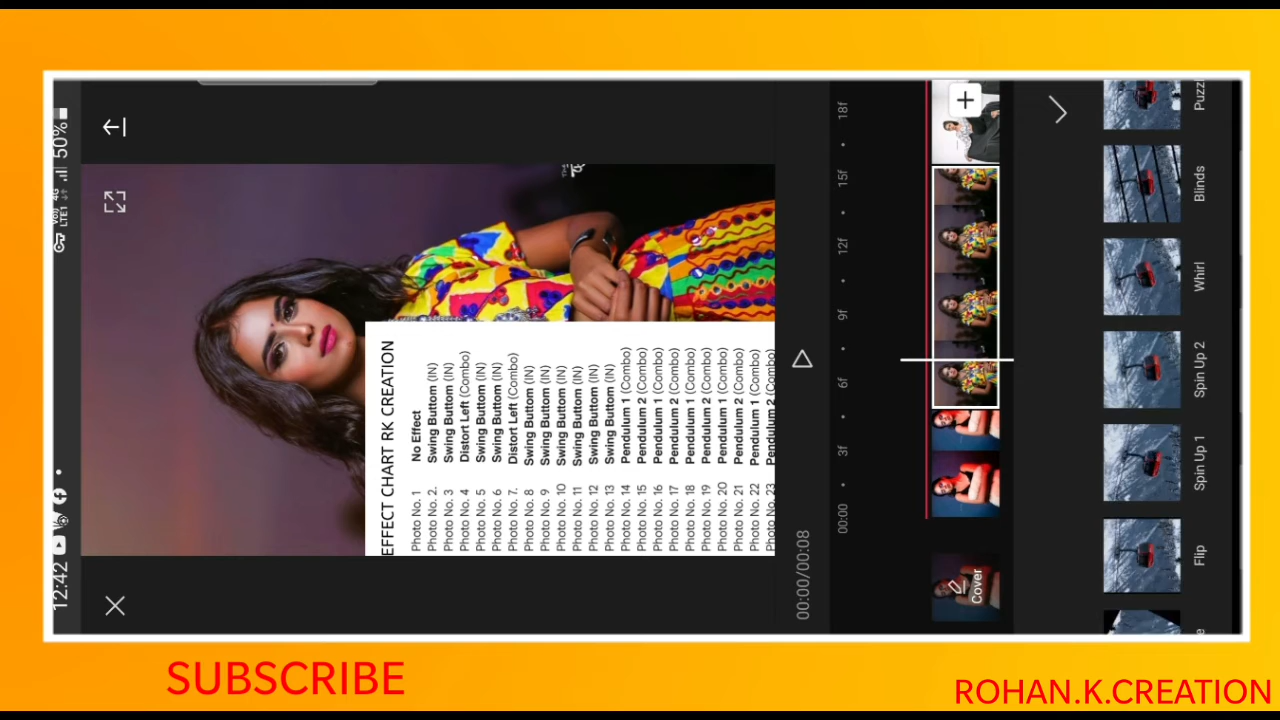 12:42
VoLTE 4G
LTE1
50%
EFFECT CHART RK CREATION
Photo No. 1 No Effect
Photo No. 2. Swing Buttom (IN)
Photo No. 3 Swing Buttom (IN)
Photo No. 4 Distort Left (Combo)
Photo No. 5 Swing Buttom (IN)
Photo No. 6 Swing Buttom (IN)
Photo No. 7. Distort Left (Combo)
Photo No. 8 Swing Buttom (IN)
Photo No. 9 Swing Buttom (IN)
Photo No. 10 Swing Buttom (IN)
Photo No. 11 Swing Buttom (IN)
Photo No. 12 Swing Buttom (IN)
Photo No. 13 Swing Buttom (IN)
Photo No. 14 Pendulum 1 (Combo)
Photo No. 15 Pendulum 2 (Combo)
Photo No. 16 Pendulum 1 (Combo)
Photo No. 17 Pendulum 2 (Combo)
Photo No. 18 Pendulum 1 (Combo)
Photo No. 19 Pendulum 2 (Combo)
Photo No. 20 Pendulum 1 (Combo)
Photo No. 21 Pendulum 2 (Combo)
Photo No. 22 Pendulum 1 (Combo)
Photo No. 23 Pendulum 2 (Combo)
00:00/00:08
00:00 3f 6f 9f 12f 15f 18f
Cover
Flip
Spin Up 1
Spin Up 2
Whirl
Blinds
Puzzl
SUBSCRIBE
ROHAN.K.CREATION